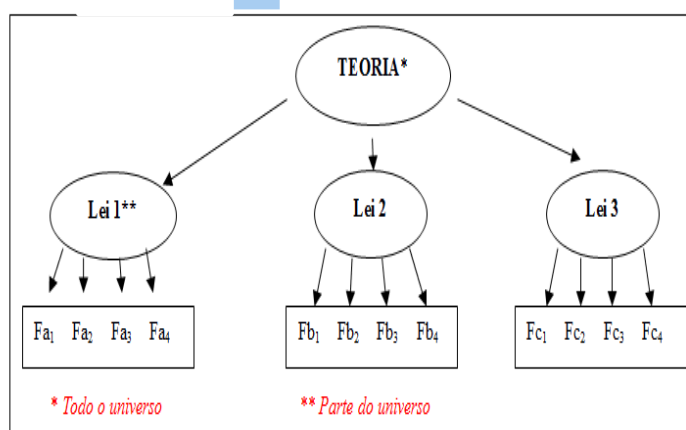 TEORIA*
Lei 1** Lei 2 Lei 3
Fa₁ Fa₂ Fa₃ Fa₄ Fb₁ Fb₂ Fb₃ Fb₄ Fc₁ Fc₂ Fc₃ Fc₄
* Todo o universo ** Parte do universo